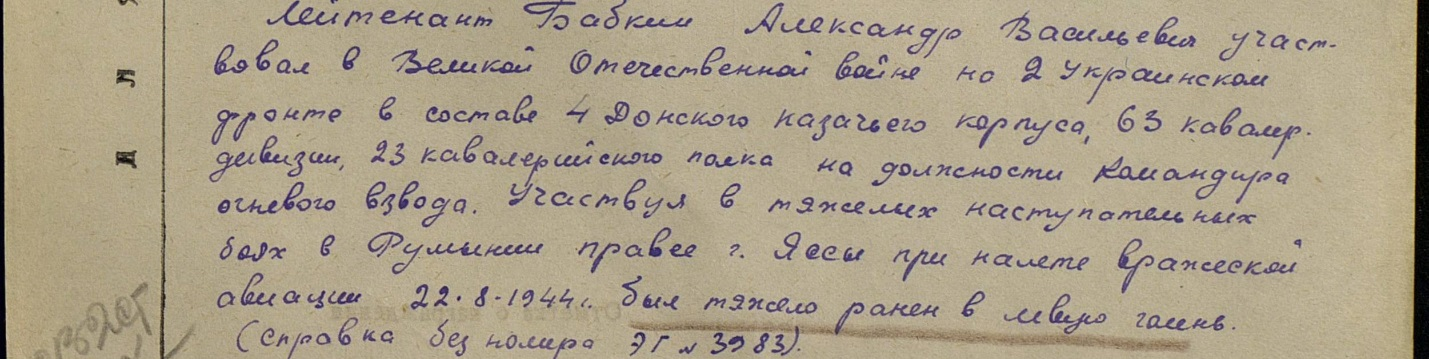 Лейтенант Бабкин Александр Васильевич участ-
вовал в Великой Отечественной войне на 2 Украинском
фронте в составе 4 Донского казачьего корпуса, 63 кавалер.
дивизии, 23 кавалерийского полка на должности командира
огневого взвода. Участвуя в тяжелых наступательных
боях в Румынии правее г. Яссы при налете вражеской
авиации 22.8.1944г. был тяжело ранен в левую голень.
(справка без номера ЭГ № 3983).
Д Л